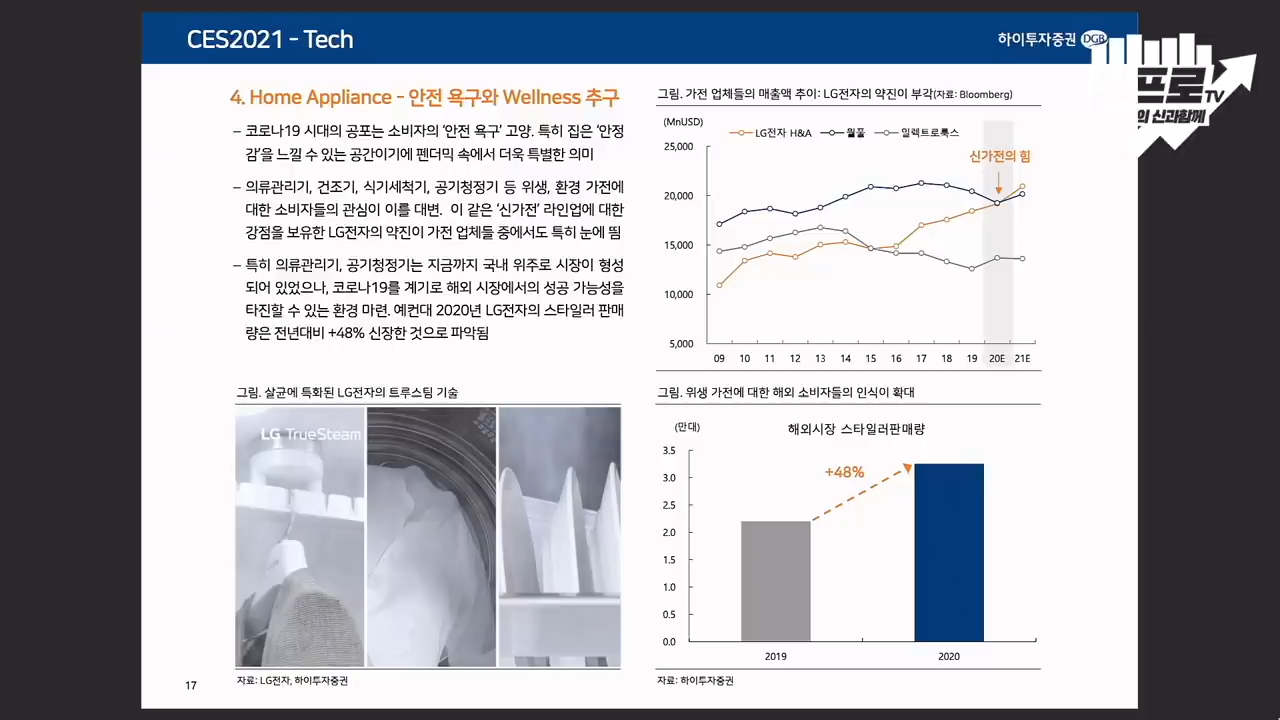 CES2021 – Tech
하이투자증권 DGB
프로TV
의 신과함께
4. Home Appliance – 안전 욕구와 Wellness 추구
– 코로나19 시대의 공포는 소비자의 '안전 욕구' 고양. 특히 집은 '안정
감'을 느낄 수 있는 공간이기에 펜더믹 속에서 더욱 특별한 의미
– 의류관리기, 건조기, 식기세척기, 공기청정기 등 위생, 환경 가전에
대한 소비자들의 관심이 이를 대변. 이 같은 '신가전' 라인업에 대한
강점을 보유한 LG전자의 약진이 가전 업체들 중에서도 특히 눈에 띔
– 특히 의류관리기, 공기청정기는 지금까지 국내 위주로 시장이 형성
되어 있었으나, 코로나19를 계기로 해외 시장에서의 성공 가능성을
타진할 수 있는 환경 마련. 예컨대 2020년 LG전자의 스타일러 판매
량은 전년대비 +48% 신장한 것으로 파악됨
그림. 가전 업체들의 매출액 추이: LG전자의 약진이 부각(자료: Bloomberg)
(MnUSD)
LG전자 H&A 월풀 일렉트로룩스
신가전의 힘
25,000
20,000
15,000
10,000
5,000
09 10 11 12 13 14 15 16 17 18 19 20E 21E
그림. 살균에 특화된 LG전자의 트루스팀 기술
LG TrueSteam
자료: LG전자, 하이투자증권
그림. 위생 가전에 대한 해외 소비자들의 인식이 확대
(만대)
해외시장 스타일러판매량
+48%
3.5
3.0
2.5
2.0
1.5
1.0
0.5
0.0
2019 2020
자료: 하이투자증권
17